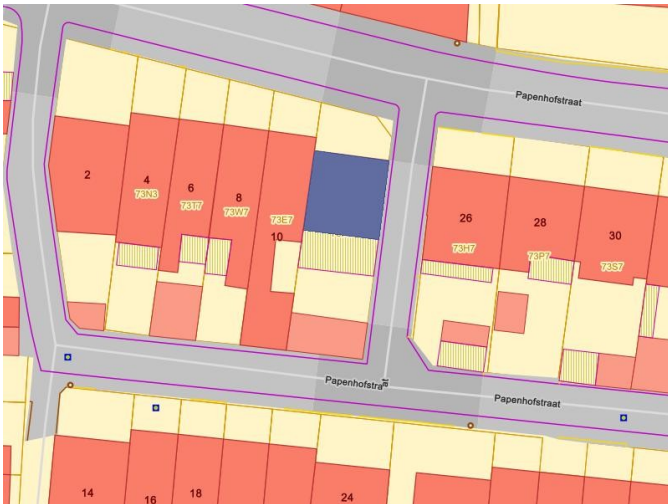 Papenhofstraat
2
4
73N3
6
73T7
8
73W7
73E7
10
26
73H7
28
73P7
30
73S7
Papenhofstraat
Papenhofstraat
14
16
18
24